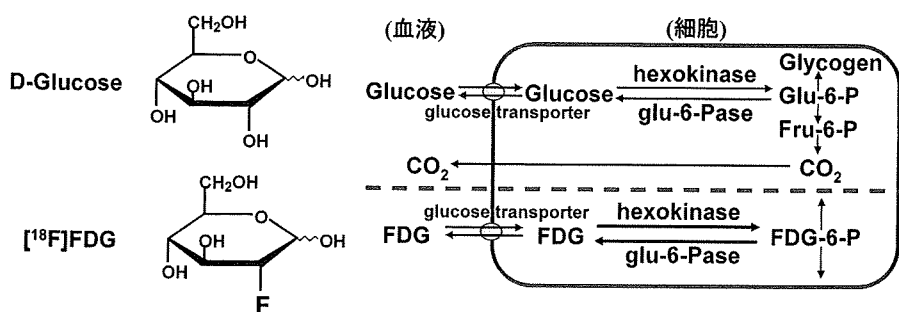 (血液)
(細胞)
D-Glucose
CH₂OH
O
OH
OH
OH
OH
Glucose
glucose transporter
Glucose
hexokinase
glu-6-Pase
Glycogen
Glu-6-P
Fru-6-P
CO₂
CO₂
[¹⁸F]FDG
CH₂OH
O
OH
OH
OH
F
FDG
glucose transporter
FDG
hexokinase
glu-6-Pase
FDG-6-P